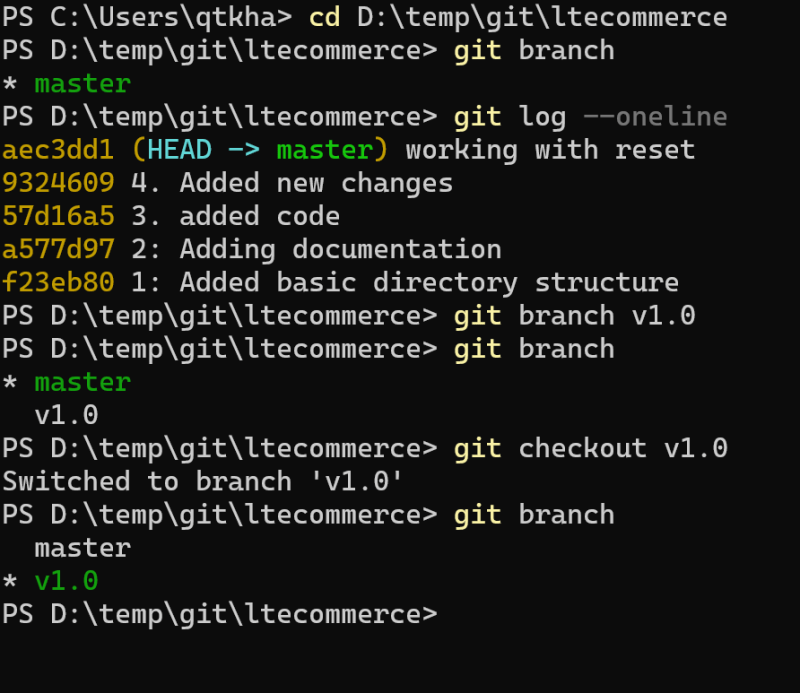 PS C:\Users\qtkha> cd D:\temp\git\ltecommerce
PS D:\temp\git\ltecommerce> git branch
* master
PS D:\temp\git\ltecommerce> git log --oneline
aec3dd1 (HEAD -> master) working with reset
9324609 4. Added new changes
57d16a5 3. added code
a577d97 2: Adding documentation
f23eb80 1: Added basic directory structure
PS D:\temp\git\ltecommerce> git branch v1.0
PS D:\temp\git\ltecommerce> git branch
* master
  v1.0
PS D:\temp\git\ltecommerce> git checkout v1.0
Switched to branch 'v1.0'
PS D:\temp\git\ltecommerce> git branch
  master
* v1.0
PS D:\temp\git\ltecommerce>